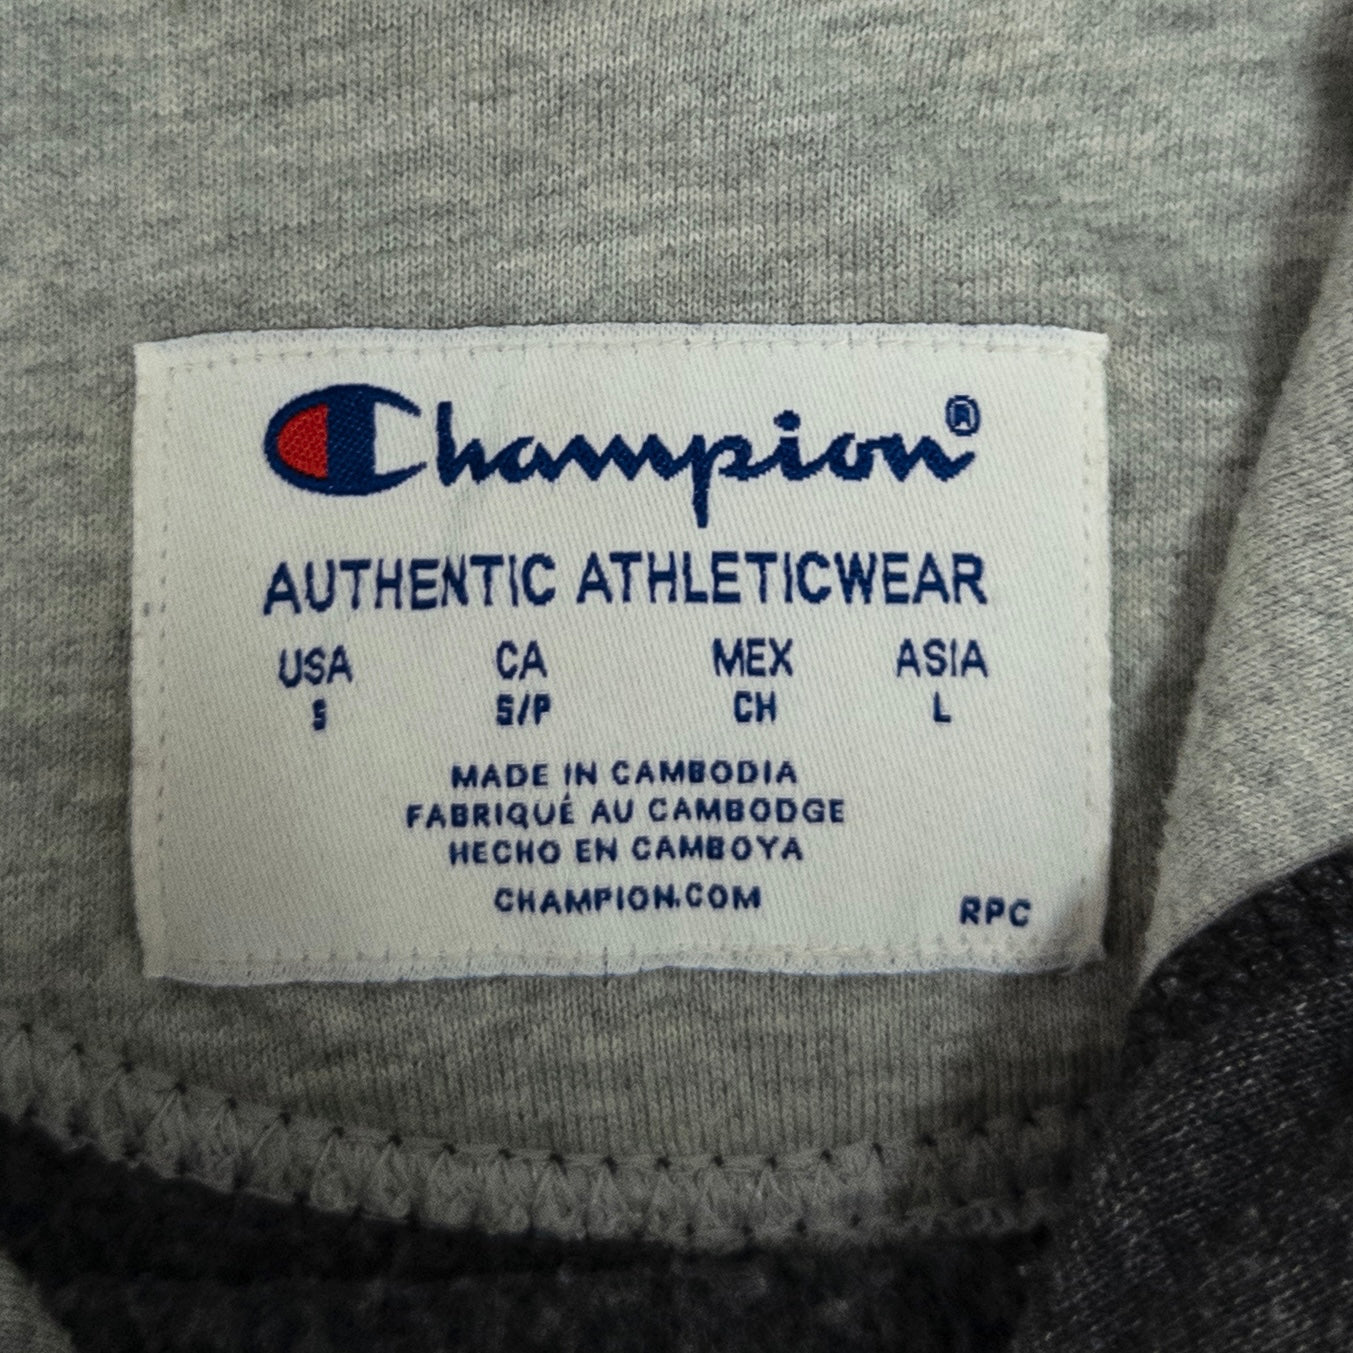 Champion®
AUTHENTIC ATHLETICWEAR
USA CA MEX ASIA
S S/P CH L
MADE IN CAMBODIA
FABRIQUÉ AU CAMBODGE
HECHO EN CAMBOYA
CHAMPION.COM
RPC